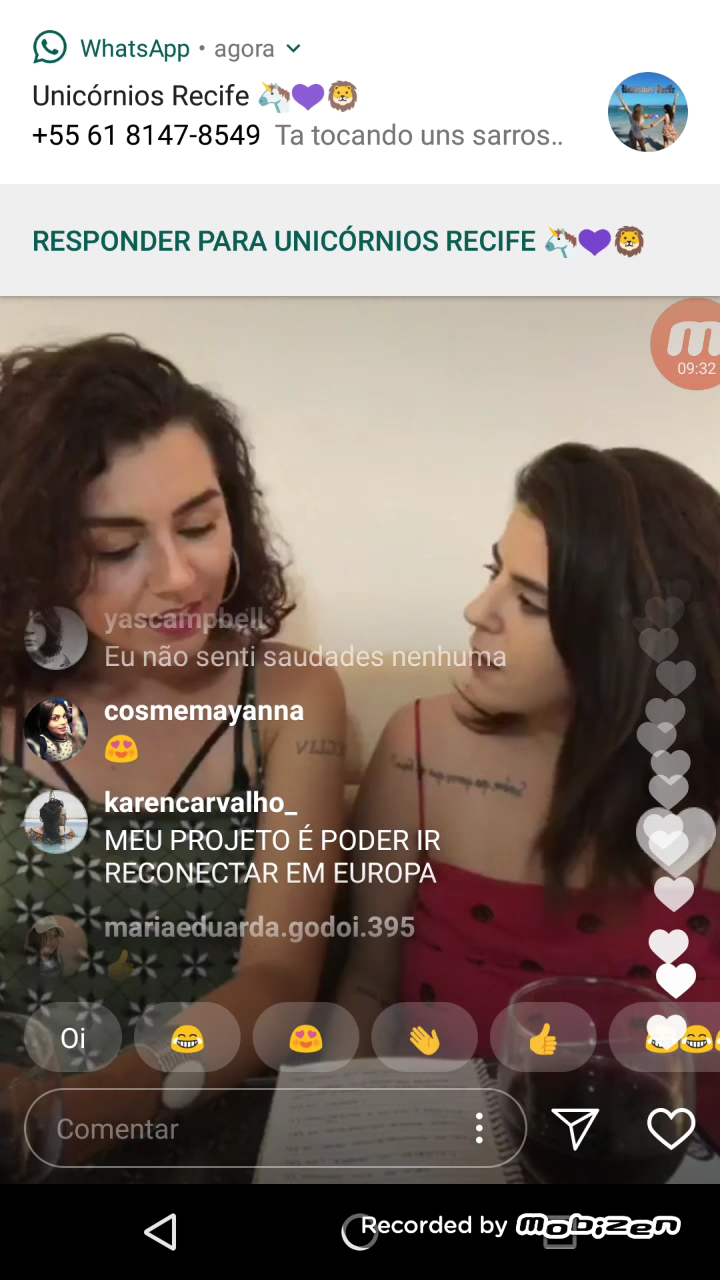 WhatsApp • agora
Unicórnios Recife 🦄💜🦁
+55 61 8147-8549 Ta tocando uns sarros..
RESPONDER PARA UNICÓRNIOS RECIFE 🦄💜🦁
09:32
yascampbell
Eu não senti saudades nenhuma
cosmemayanna
😍
karencarvalho_
MEU PROJETO É PODER IR
RECONECTAR EM EUROPA
mariaeduarda.godoi.395
👍
Oi 😂 😍 👋 👍 😂😂
Comentar
Recorded by mobizen